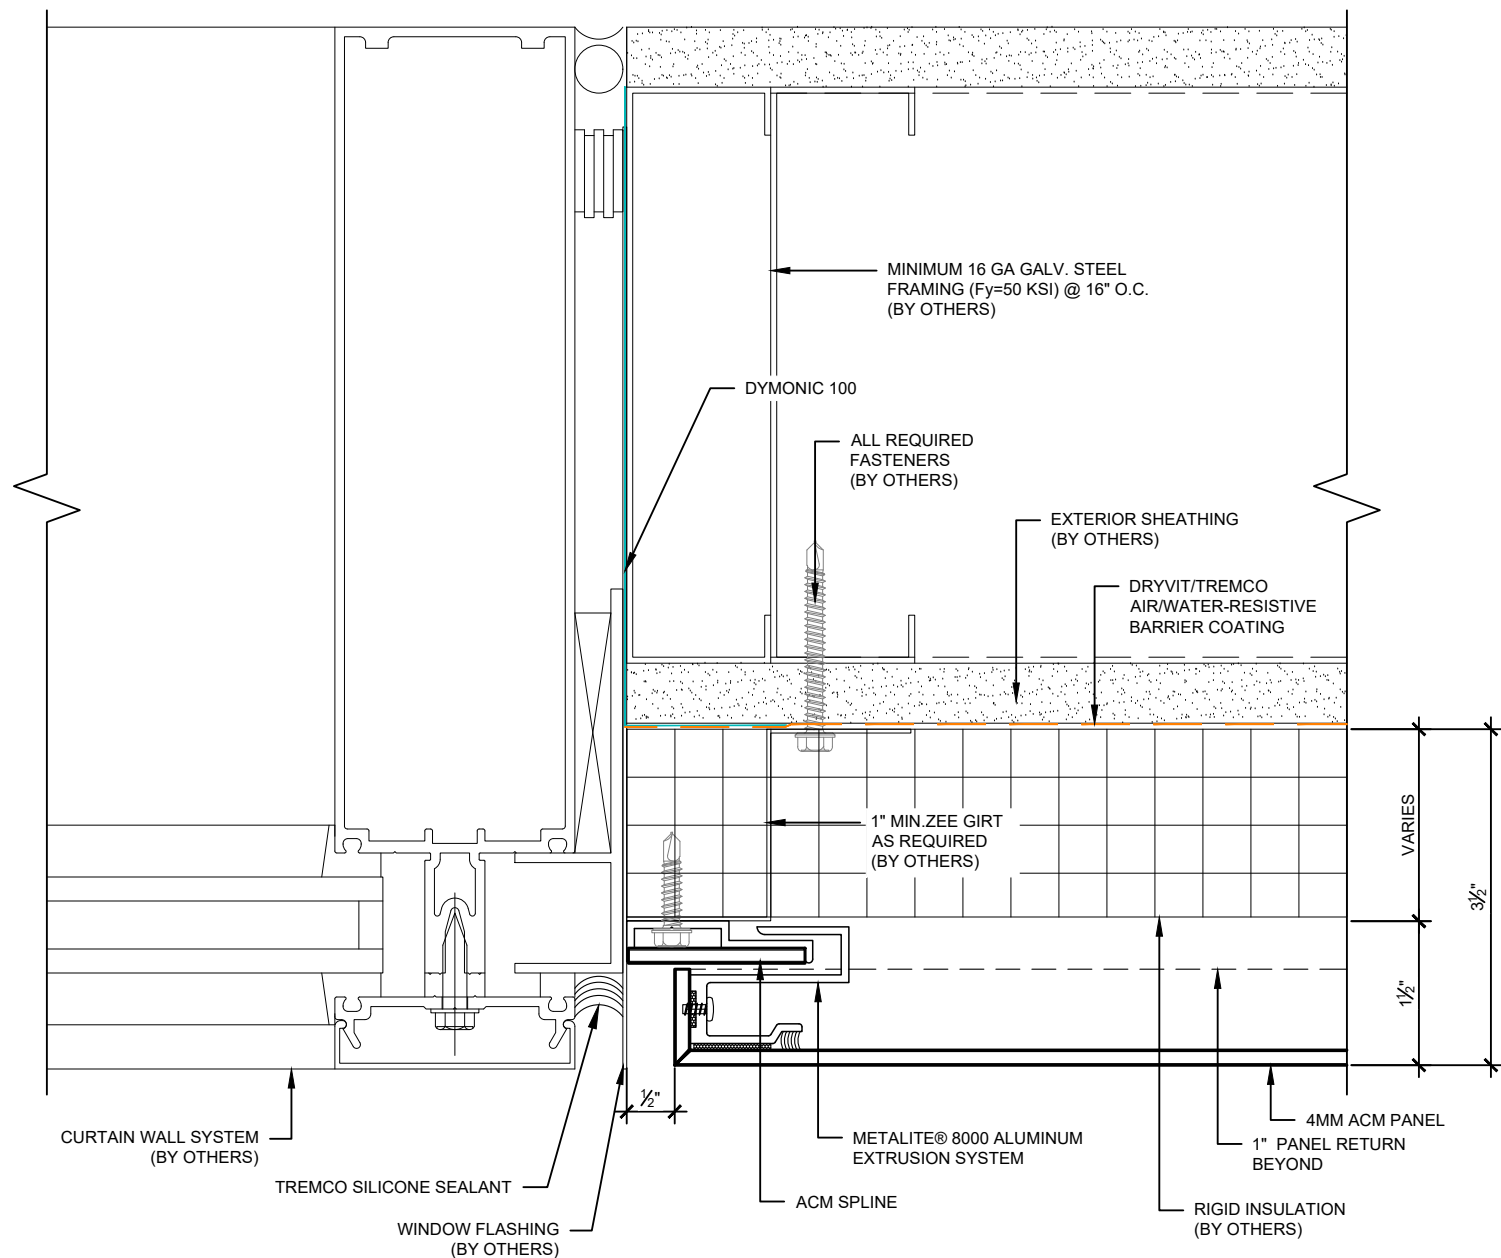 MINIMUM 16 GA GALV. STEEL
FRAMING (Fy=50 KSI) @ 16" O.C.
(BY OTHERS)
DYMONIC 100
ALL REQUIRED
FASTENERS
(BY OTHERS)
EXTERIOR SHEATHING
(BY OTHERS)
DRYVIT/TREMCO
AIR/WATER-RESISTIVE
BARRIER COATING
1" MIN.ZEE GIRT
AS REQUIRED
(BY OTHERS)
VARIES
3½"
1½"
½"
CURTAIN WALL SYSTEM
(BY OTHERS)
TREMCO SILICONE SEALANT
WINDOW FLASHING
(BY OTHERS)
METALITE® 8000 ALUMINUM
EXTRUSION SYSTEM
ACM SPLINE
4MM ACM PANEL
1" PANEL RETURN
BEYOND
RIGID INSULATION
(BY OTHERS)